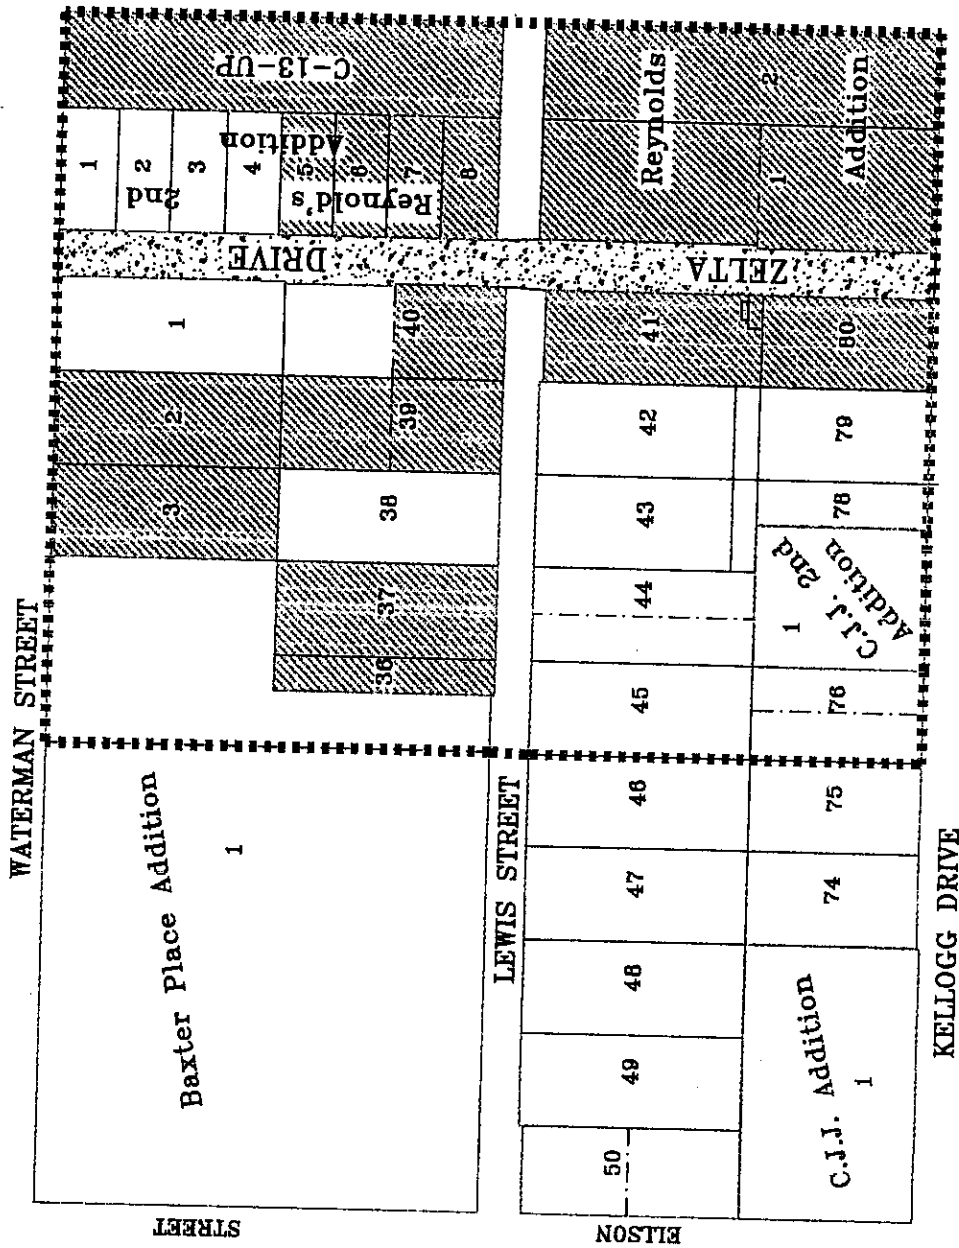 WATERMAN STREET
C-13-UP
Reynold's
2nd
Addition
1
2
3
4
5
6
7
8
Reynolds
Addition
2
1
ZELTA
DRIVE
1
2
3
40
39
38
37
36
41
42
43
44
45
80
79
78
C.J.J. 2nd
Addition
1
76
Baxter Place Addition
1
LEWIS STREET
46
47
48
49
50
75
74
C.J.J. Addition
1
KELLOGG DRIVE
ELLSON
STREET